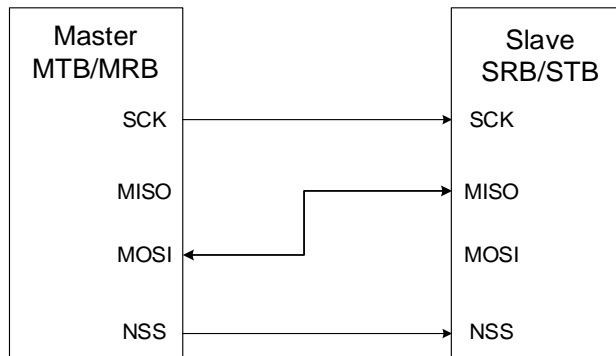 Master
MTB/MRB
SCK
MISO
MOSI
NSS
Slave
SRB/STB
SCK
MISO
MOSI
NSS